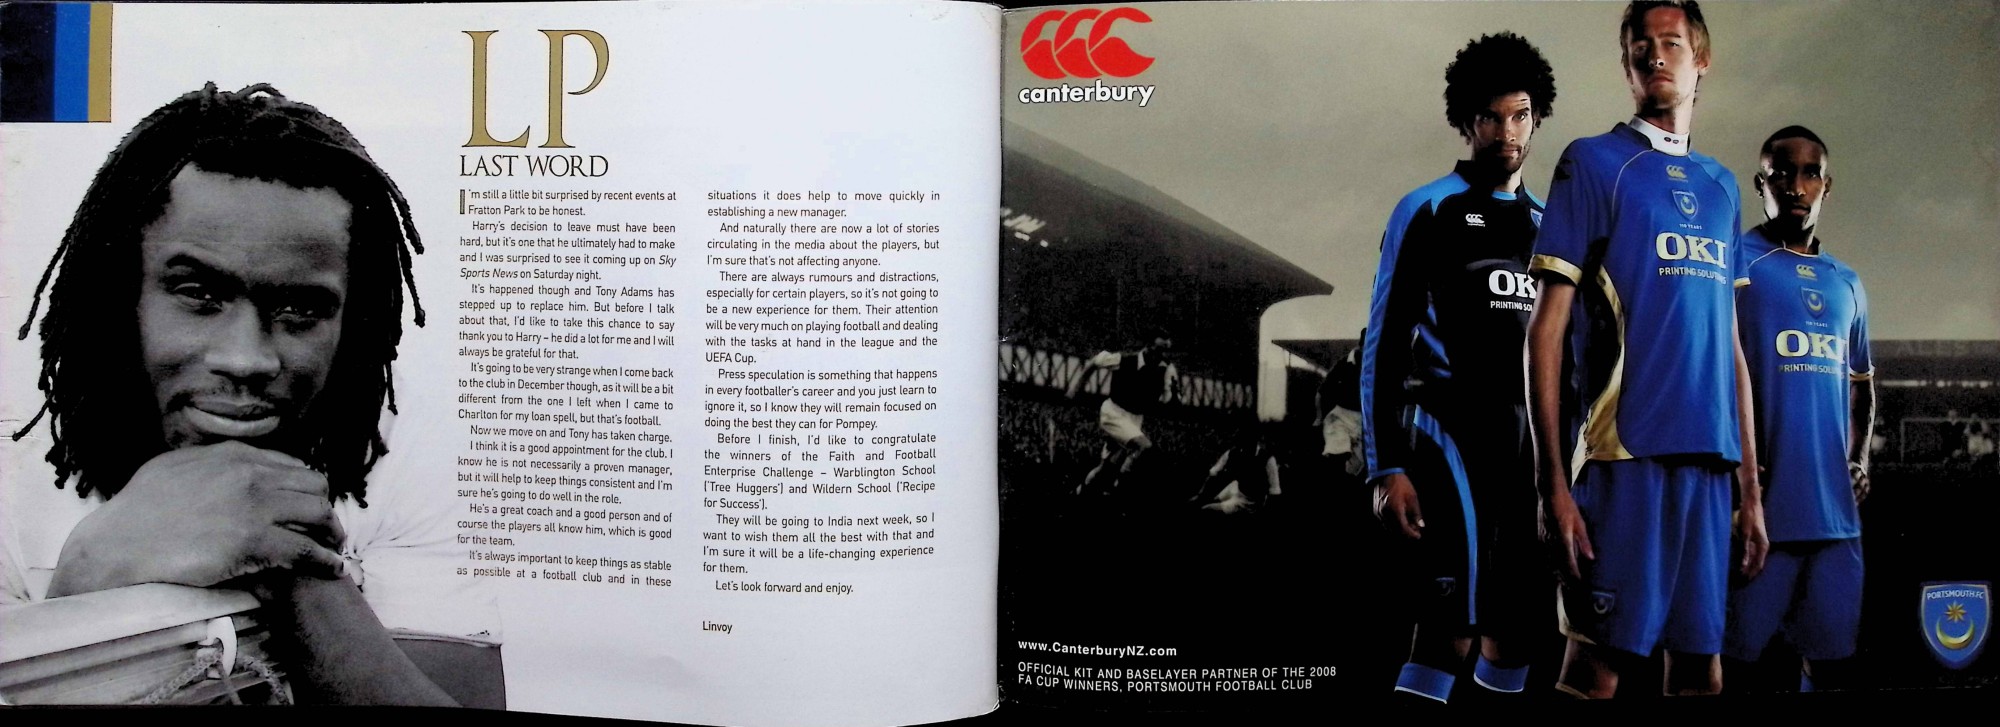 LP
LAST WORD
I'm still a little bit surprised by recent events at
Fratton Park to be honest.
Harry's decision to leave must have been
hard, but it's one that he ultimately had to make
and I was surprised to see it coming up on Sky
Sports News on Saturday night.
It's happened though and Tony Adams has
stepped up to replace him. But before I talk
about that, I'd like to take this chance to say
thank you to Harry – he did a lot for me and I will
always be grateful for that.
It's going to be very strange when I come back
to the club in December though, as it will be a bit
different from the one I left when I came to
Charlton for my loan spell, but that's football.
Now we move on and Tony has taken charge.
I think it is a good appointment for the club. I
know he is not necessarily a proven manager,
but it will help to keep things consistent and I'm
sure he's going to do well in the role.
He's a great coach and a good person and of
course the players all know him, which is good
for the team.
It's always important to keep things as stable
as possible at a football club and in these
situations it does help to move quickly in
establishing a new manager.
And naturally there are now a lot of stories
circulating in the media about the players, but
I'm sure that's not affecting anyone.
There are always rumours and distractions,
especially for certain players, so it's not going to
be a new experience for them. Their attention
will be very much on playing football and dealing
with the tasks at hand in the league and the
UEFA Cup.
Press speculation is something that happens
in every footballer's career and you just learn to
ignore it, so I know they will remain focused on
doing the best they can for Pompey.
Before I finish, I'd like to congratulate
the winners of the Faith and Football
Enterprise Challenge – Warblington School
('Tree Huggers') and Wildern School ('Recipe
for Success').
They will be going to India next week, so I
want to wish them all the best with that and
I'm sure it will be a life-changing experience
for them.
Let's look forward and enjoy.
Linvoy
canterbury
OK
PRINTING SO
OKI
PRINTING SOLUTIONS
OKI
PRINTING SOLU
PORTSMOUTH FC
www.CanterburyNZ.com
OFFICIAL KIT AND BASELAYER PARTNER OF THE 2008
FA CUP WINNERS, PORTSMOUTH FOOTBALL CLUB